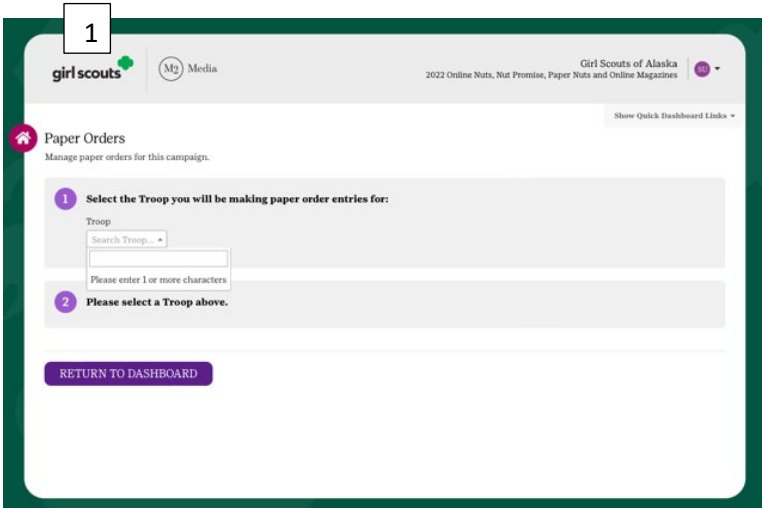 1
girl scouts
M2 Media
Girl Scouts of Alaska
2022 Online Nuts, Nut Promise, Paper Nuts and Online Magazines
SU
Show Quick Dashboard Links
Paper Orders
Manage paper orders for this campaign.
1 Select the Troop you will be making paper order entries for:
Troop
Search Troop...
Please enter 1 or more characters
2 Please select a Troop above.
RETURN TO DASHBOARD